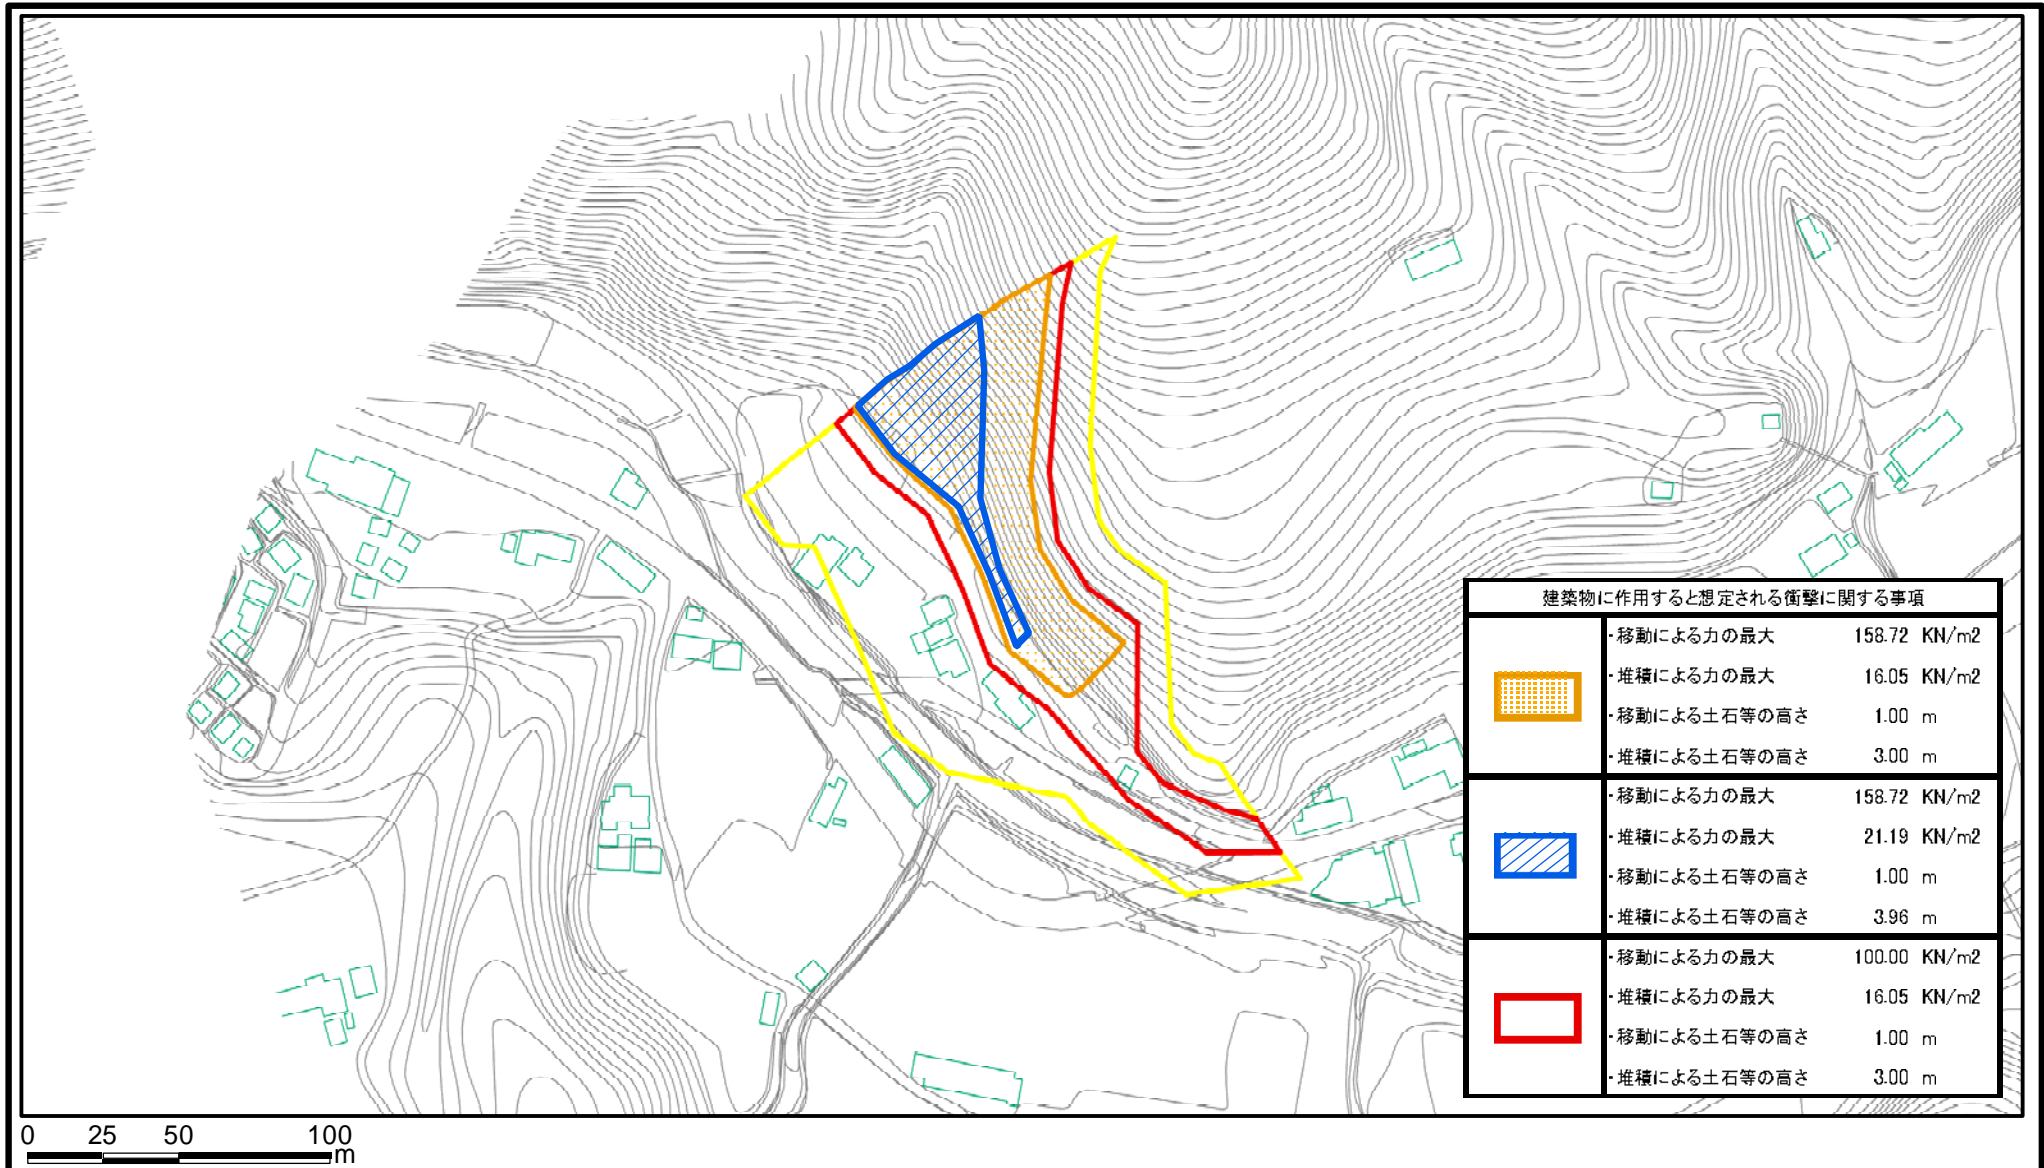 建築物に作用すると想定される衝撃に関する事項
・移動による力の最大 158.72 KN/m2
・堆積による力の最大 16.05 KN/m2
・移動による土石等の高さ 1.00 m
・堆積による土石等の高さ 3.00 m
・移動による力の最大 158.72 KN/m2
・堆積による力の最大 21.19 KN/m2
・移動による土石等の高さ 1.00 m
・堆積による土石等の高さ 3.96 m
・移動による力の最大 100.00 KN/m2
・堆積による力の最大 16.05 KN/m2
・移動による土石等の高さ 1.00 m
・堆積による土石等の高さ 3.00 m
0 25 50 100
m